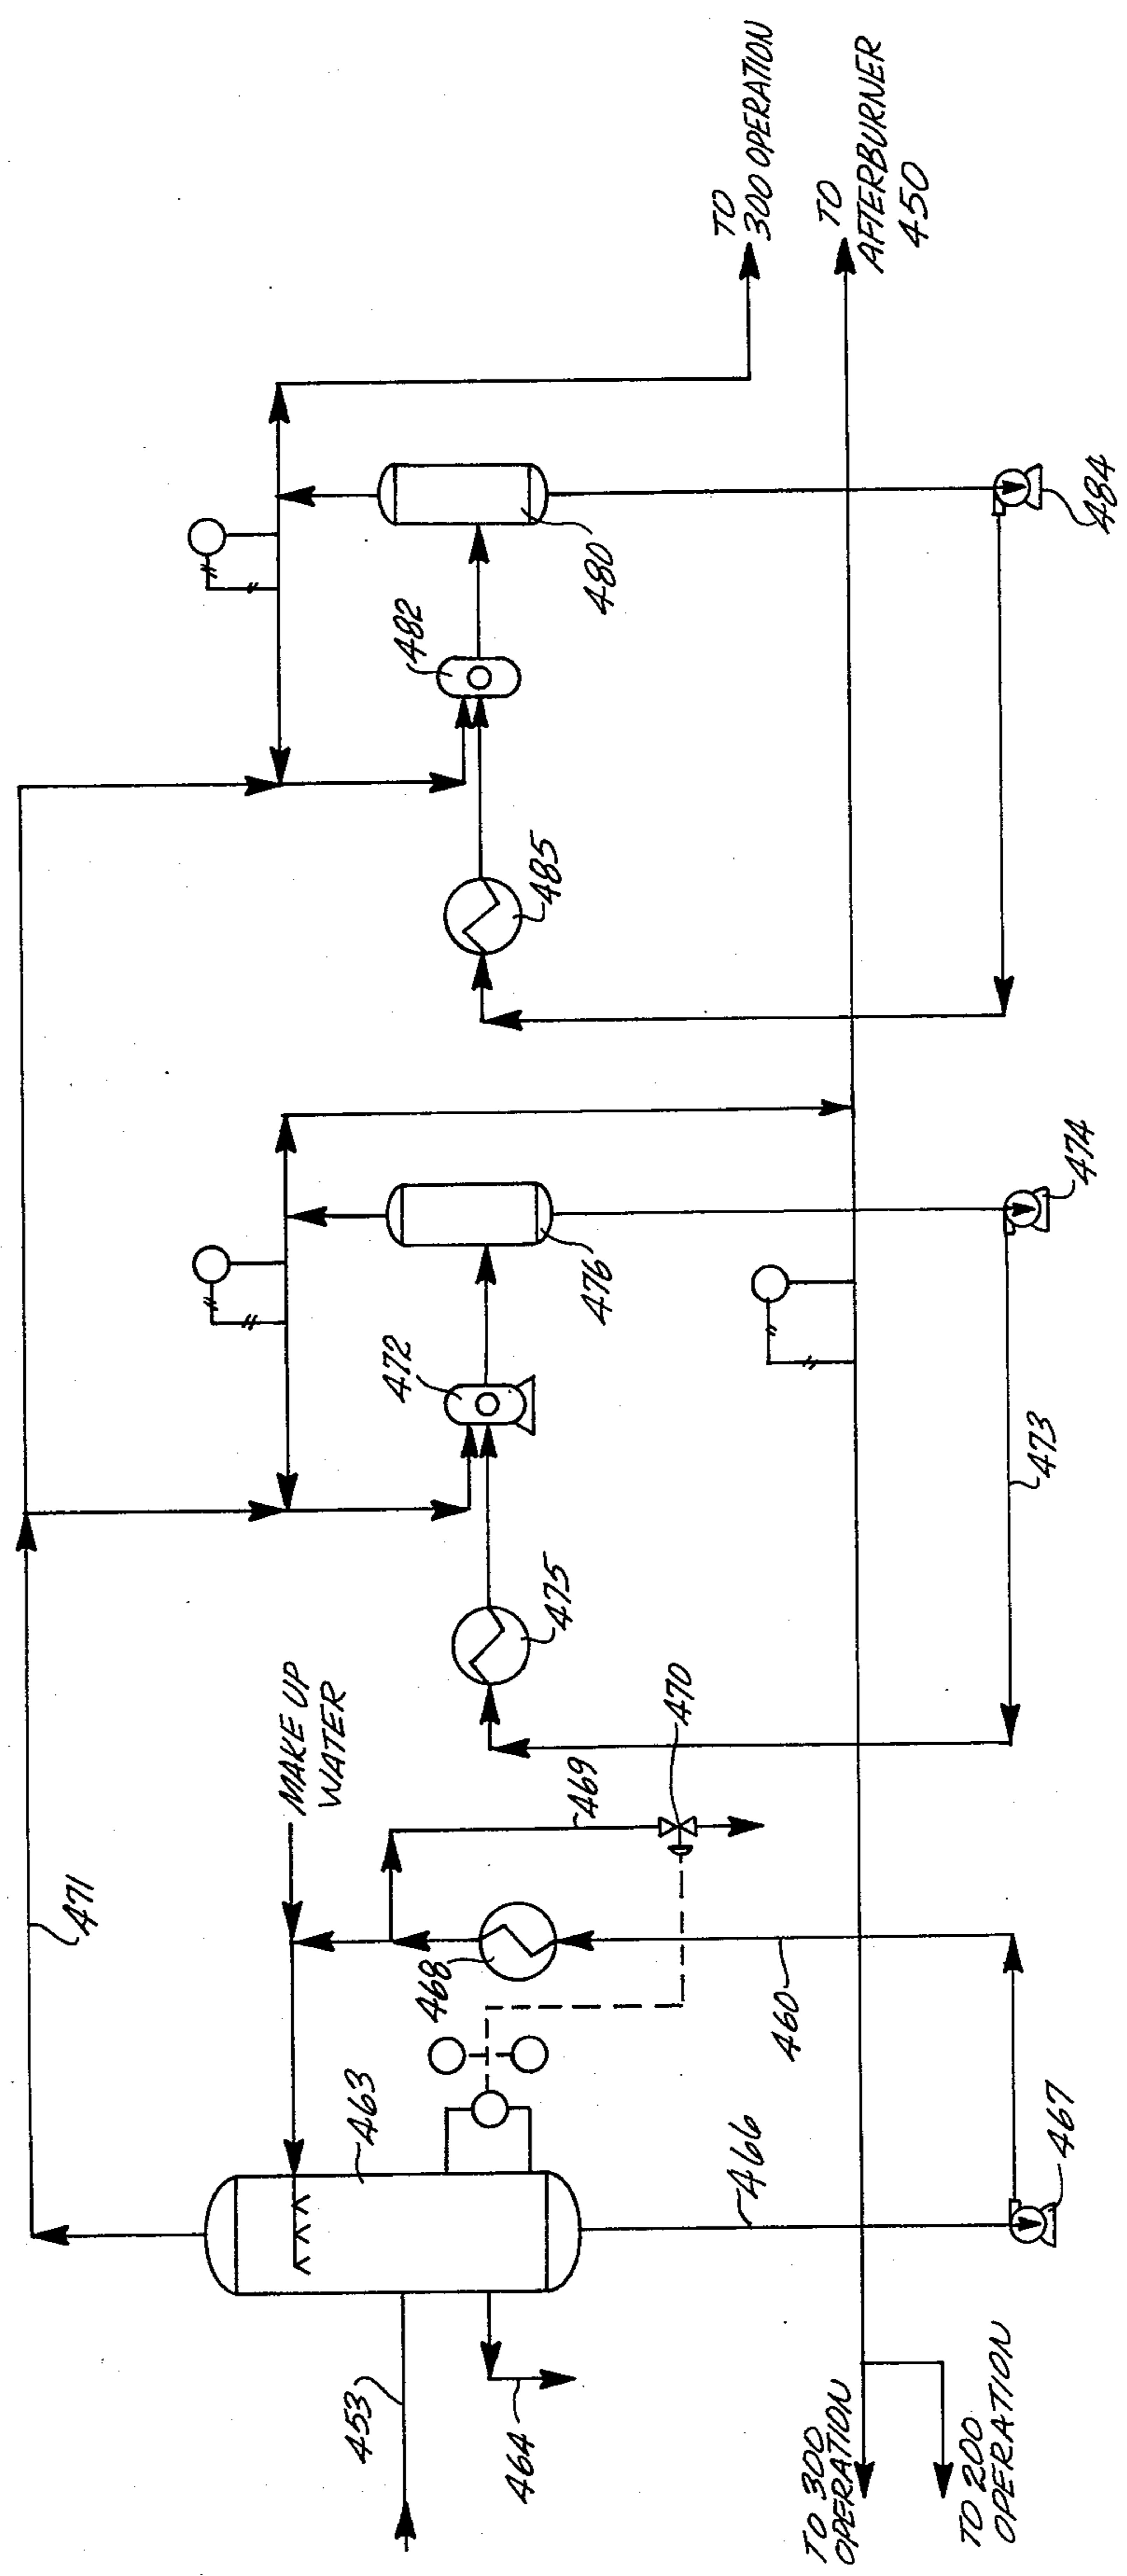 471
MAKE UP
WATER
453
464
463
466
467
468
460
469
470
475
472
476
473
474
485
482
480
484
TO
300 OPERATION
TO
AFTERBURNER
450
TO 300
OPERATION
TO 200
OPERATION